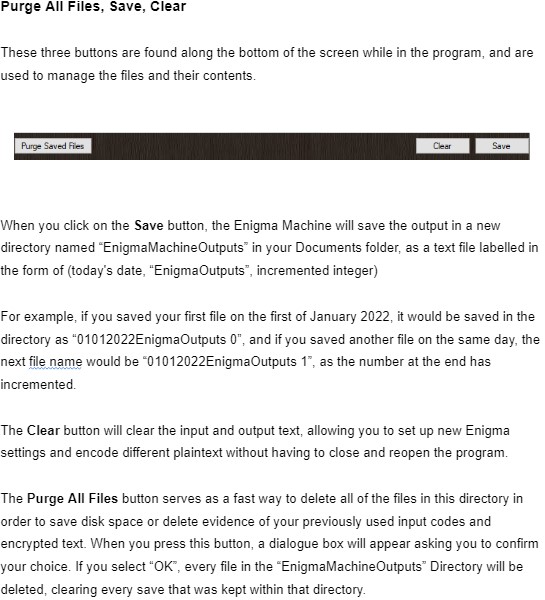 Purge All Files, Save, Clear
These three buttons are found along the bottom of the screen while in the program, and are
used to manage the files and their contents.
Purge Saved Files
Clear
Save
When you click on the Save button, the Enigma Machine will save the output in a new
directory named “EnigmaMachineOutputs” in your Documents folder, as a text file labelled in
the form of (today's date, “EnigmaOutputs”, incremented integer)
For example, if you saved your first file on the first of January 2022, it would be saved in the
directory as “01012022EnigmaOutputs 0”, and if you saved another file on the same day, the
next file name would be “01012022EnigmaOutputs 1”, as the number at the end has
incremented.
The Clear button will clear the input and output text, allowing you to set up new Enigma
settings and encode different plaintext without having to close and reopen the program.
The Purge All Files button serves as a fast way to delete all of the files in this directory in
order to save disk space or delete evidence of your previously used input codes and
encrypted text. When you press this button, a dialogue box will appear asking you to confirm
your choice. If you select “OK”, every file in the “EnigmaMachineOutputs” Directory will be
deleted, clearing every save that was kept within that directory.